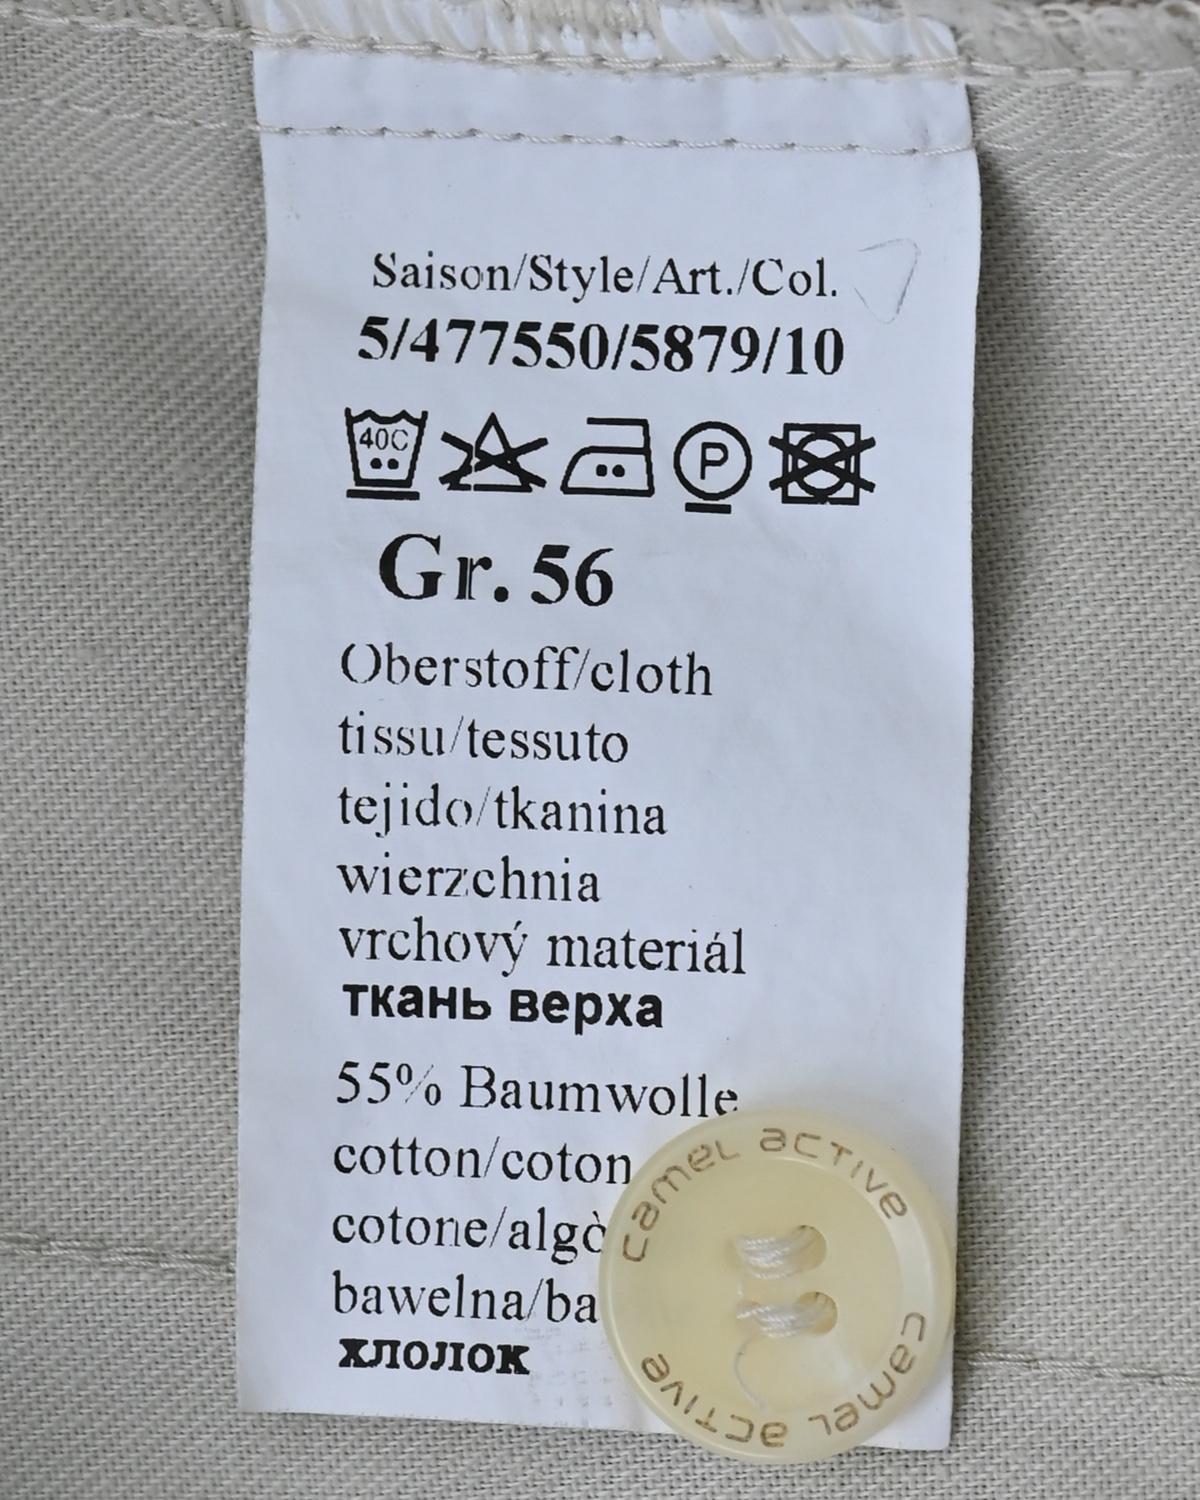 Saison/Style/Art./Col.
5/477550/5879/10
40C
P
Gr. 56
Oberstoff/cloth
tissu/tessuto
tejido/tkanina
wierzchnia
vrchový materiál
ткань верха
55% Baumwolle
cotton/coton
cotone/algò
bawelna/ba
хлолок
camel active
camel active